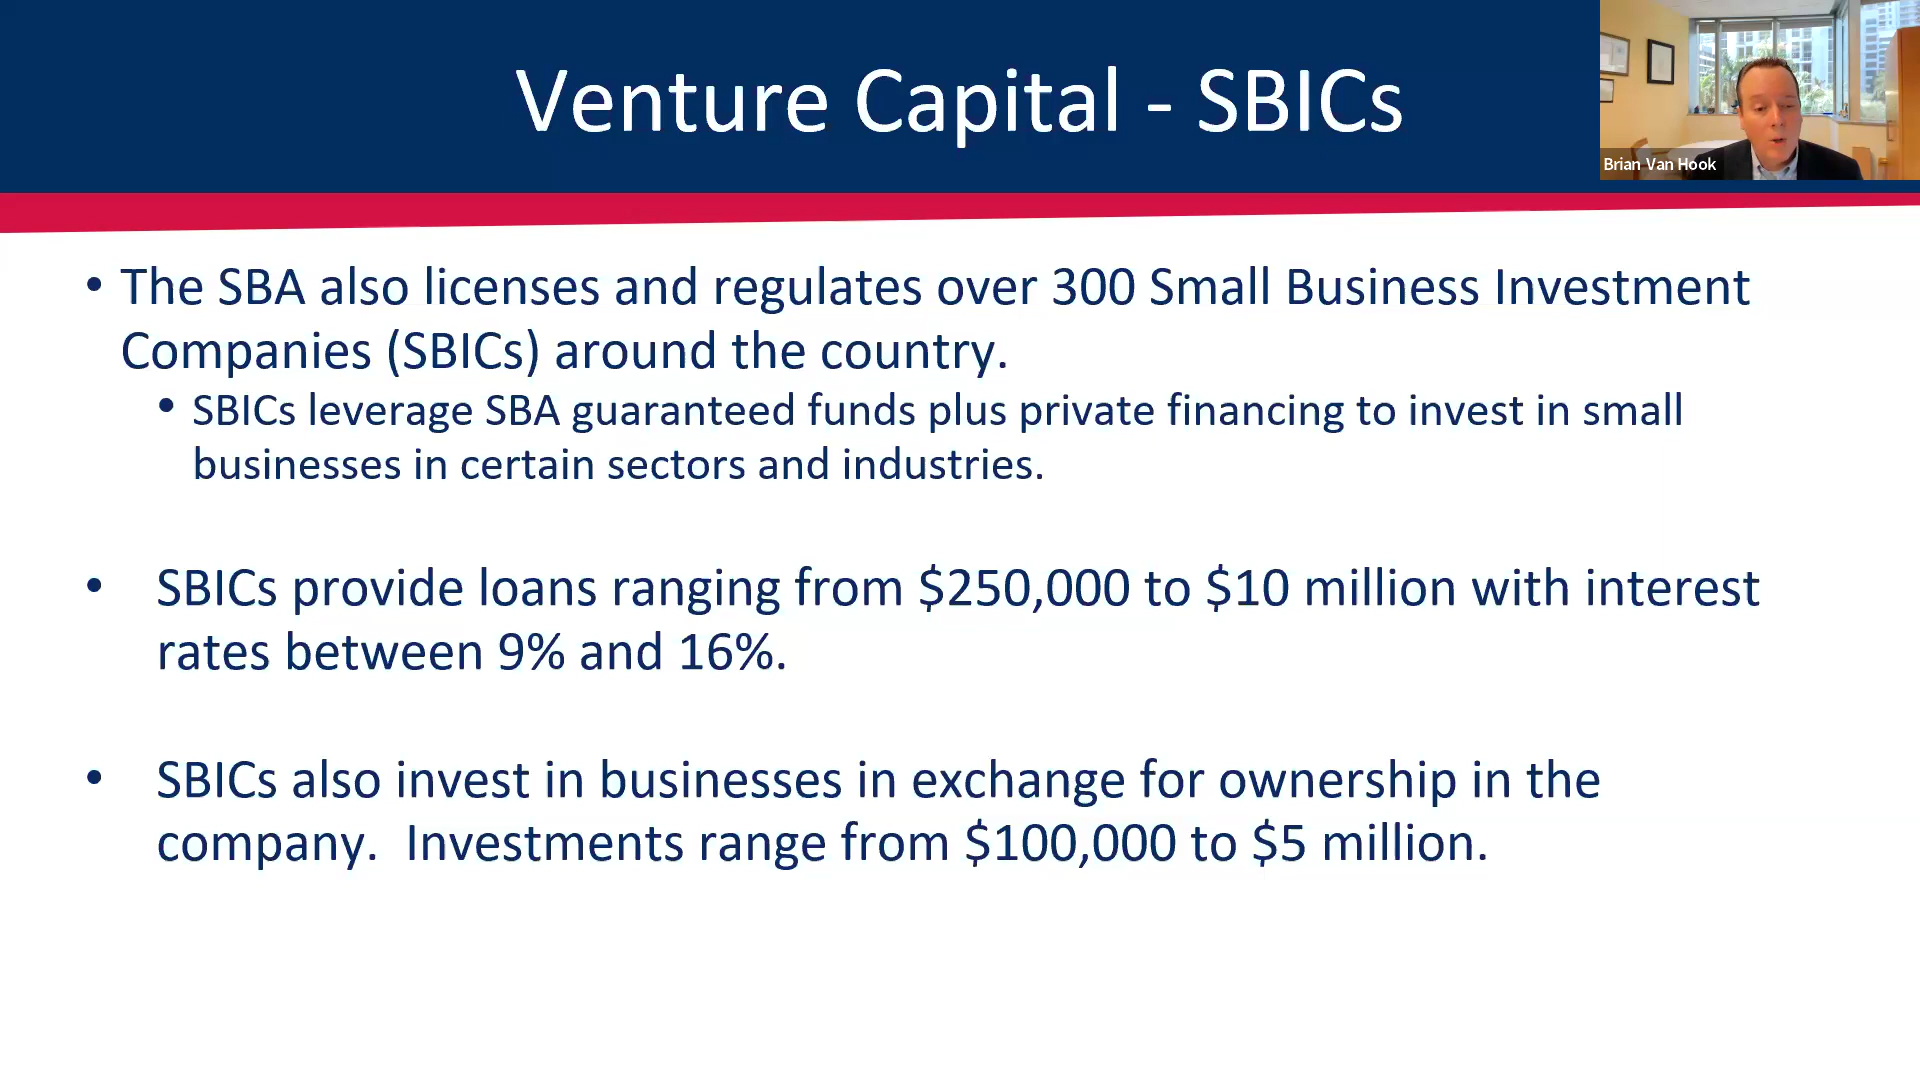 Venture Capital - SBICs
Brian Van Hook
• The SBA also licenses and regulates over 300 Small Business Investment
Companies (SBICs) around the country.
• SBICs leverage SBA guaranteed funds plus private financing to invest in small
businesses in certain sectors and industries.
• SBICs provide loans ranging from $250,000 to $10 million with interest
rates between 9% and 16%.
• SBICs also invest in businesses in exchange for ownership in the
company.  Investments range from $100,000 to $5 million.